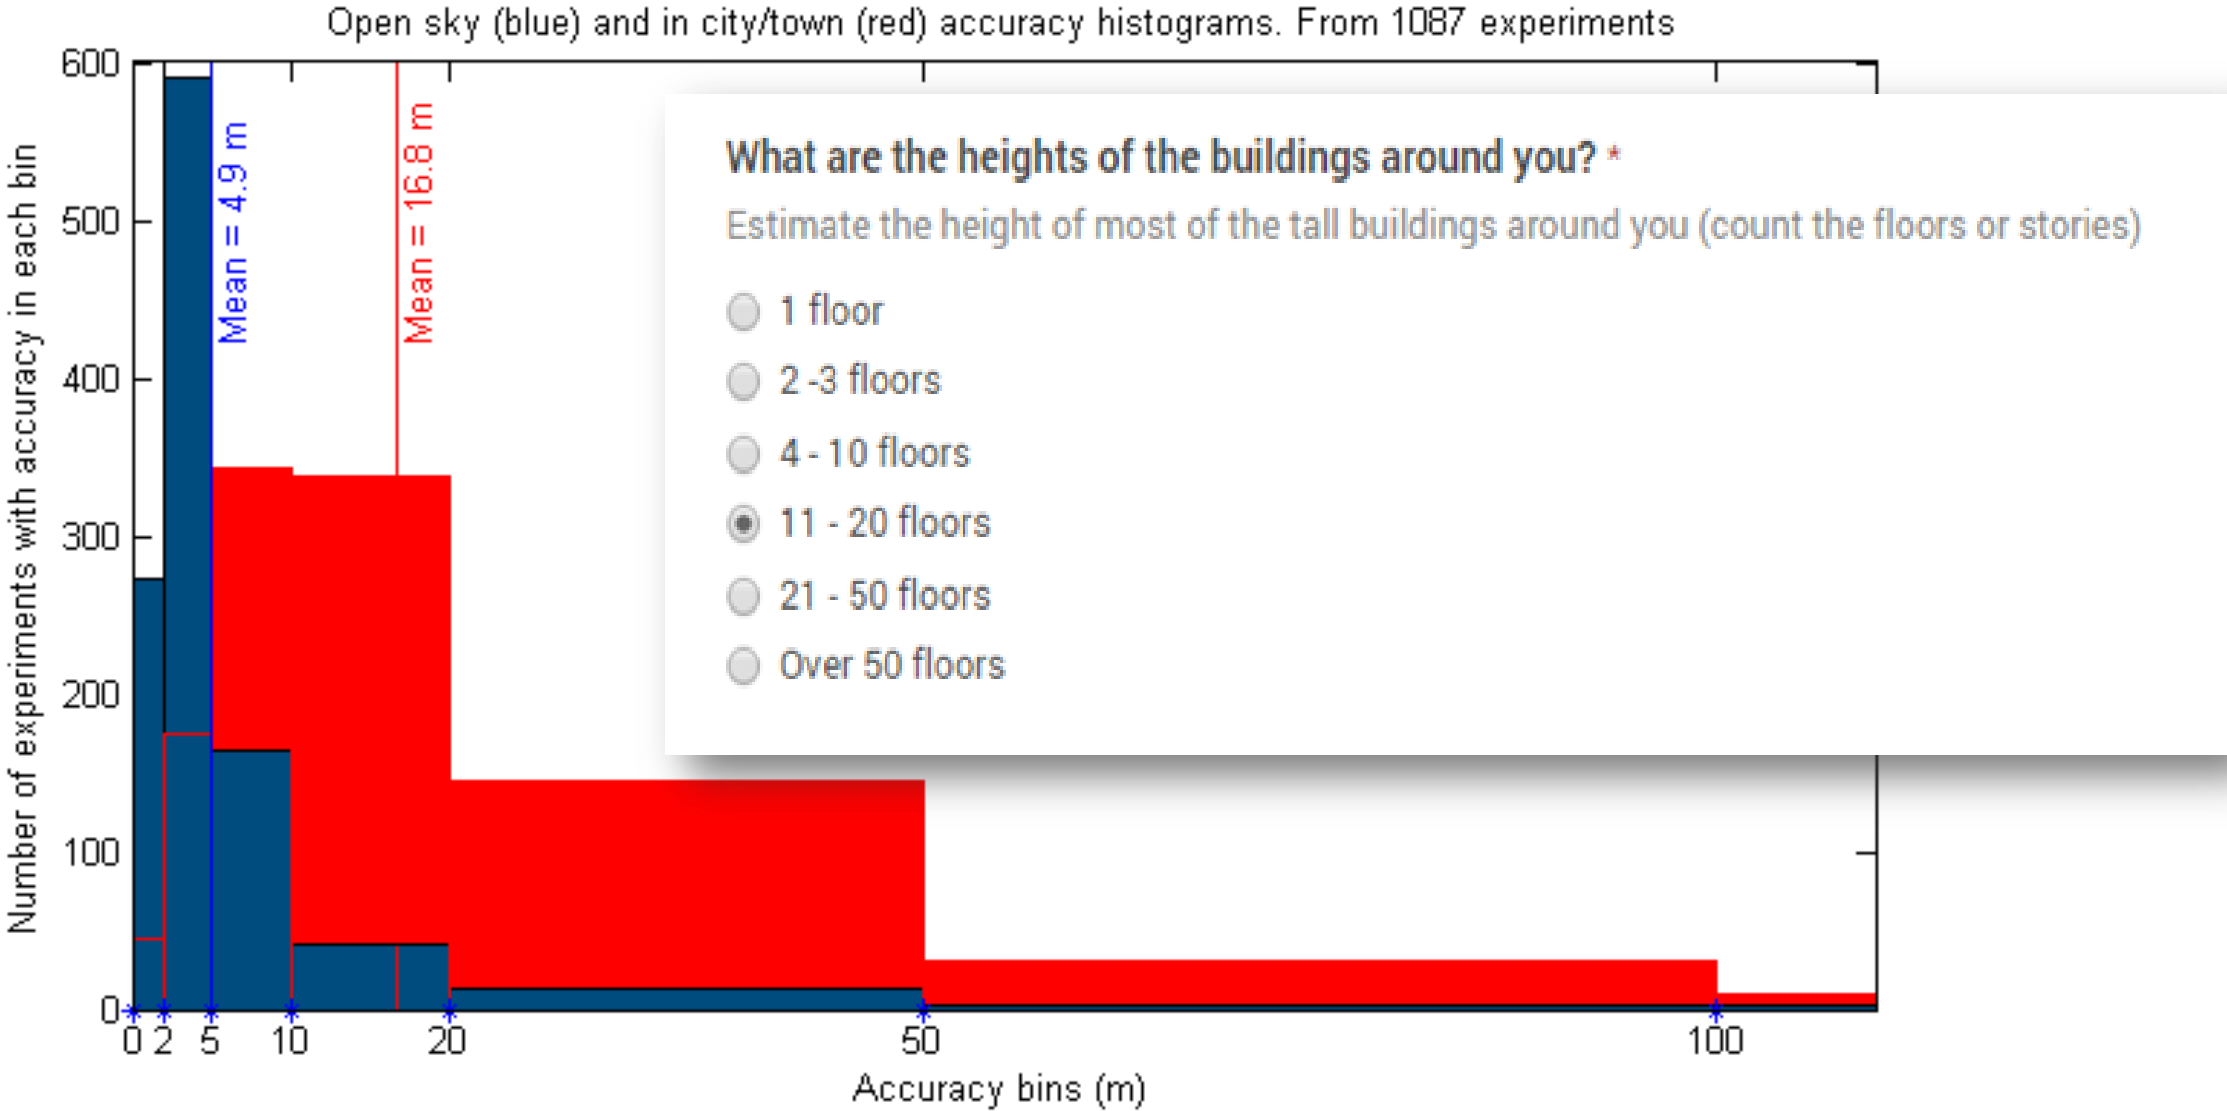 Open sky (blue) and in city/town (red) accuracy histograms. From 1087 experiments
Number of experiments with accuracy in each bin
600
500
400
300
200
100
0
Mean = 4.9 m
Mean = 16.8 m
What are the heights of the buildings around you? *
Estimate the height of most of the tall buildings around you (count the floors or stories)
1 floor
2 -3 floors
4 - 10 floors
11 - 20 floors
21 - 50 floors
Over 50 floors
0 2 5 10 20 50 100
Accuracy bins (m)